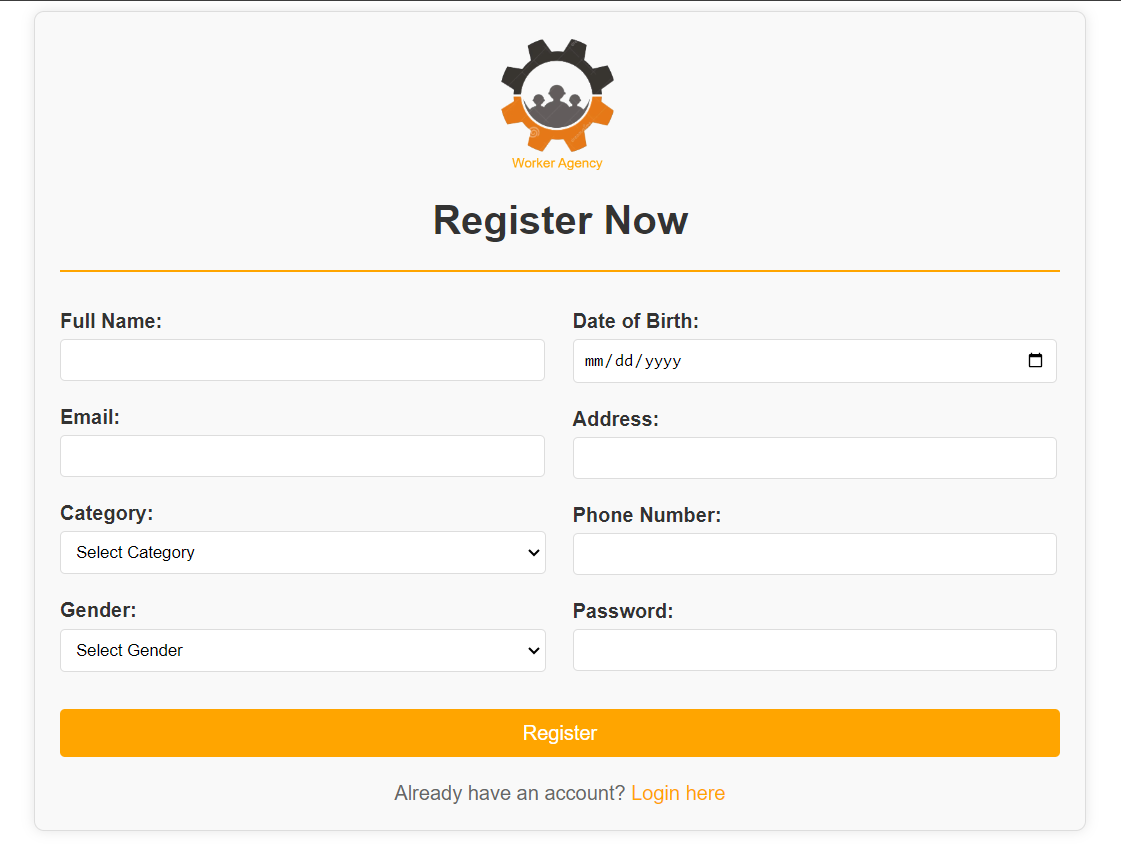 Worker Agency
Register Now
Full Name:
Date of Birth:
mm/dd/yyyy
Email:
Address:
Category:
Select Category
Phone Number:
Gender:
Select Gender
Password:
Register
Already have an account? Login here